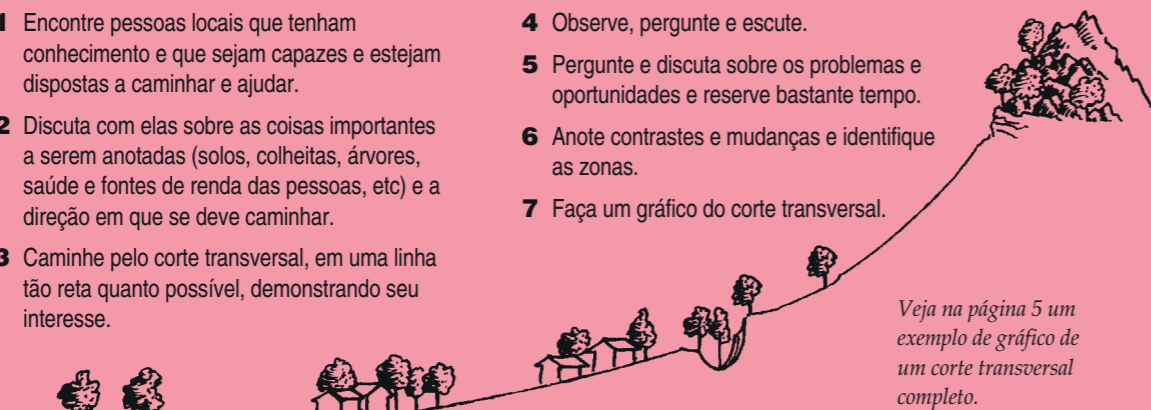 1 Encontre pessoas locais que tenham
conhecimento e que sejam capazes e estejam
dispostas a caminhar e ajudar.
2 Discuta com elas sobre as coisas importantes
a serem anotadas (solos, colheitas, árvores,
saúde e fontes de renda das pessoas, etc) e a
direção em que se deve caminhar.
3 Caminhe pelo corte transversal, em uma linha
tão reta quanto possível, demonstrando seu
interesse.
4 Observe, pergunte e escute.
5 Pergunte e discuta sobre os problemas e
oportunidades e reserve bastante tempo.
6 Anote contrastes e mudanças e identifique
as zonas.
7 Faça um gráfico do corte transversal.
Veja na página 5 um
exemplo de gráfico de
um corte transversal
completo.